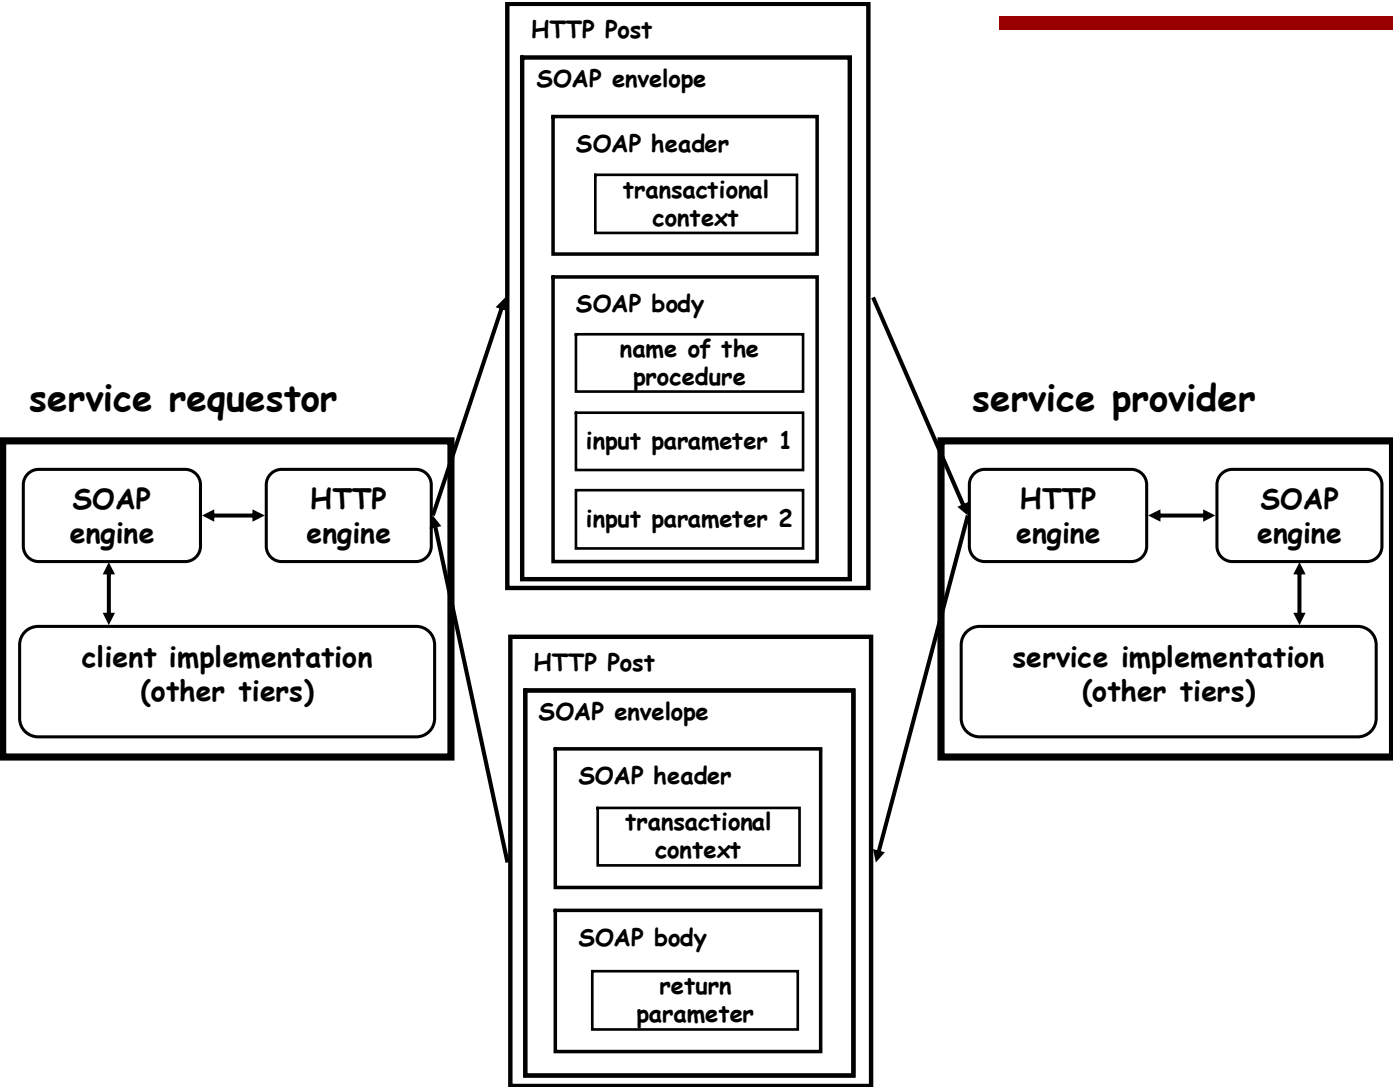 HTTP Post
SOAP envelope
SOAP header
transactional
context
SOAP body
name of the
procedure
input parameter 1
input parameter 2
service requestor
SOAP
engine
HTTP
engine
client implementation
(other tiers)
service provider
HTTP
engine
SOAP
engine
service implementation
(other tiers)
HTTP Post
SOAP envelope
SOAP header
transactional
context
SOAP body
return
parameter